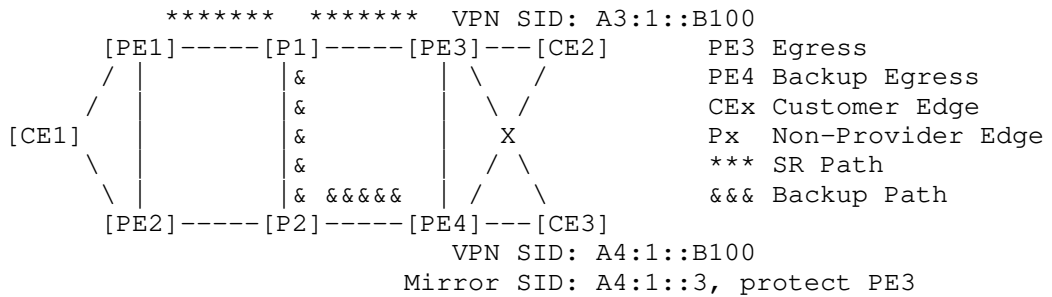 ******* ******* VPN SID: A3:1::B100
[PE1]-----[P1]-----[PE3]---[CE2] PE3 Egress
/ | |& | \ / PE4 Backup Egress
/ | |& | \ / CEx Customer Edge
[CE1] | |& | X Px Non-Provider Edge
\ | |& | / \ *** SR Path
\ | |& &&&&& | / \ &&& Backup Path
[PE2]-----[P2]-----[PE4]---[CE3]
VPN SID: A4:1::B100
Mirror SID: A4:1::3, protect PE3